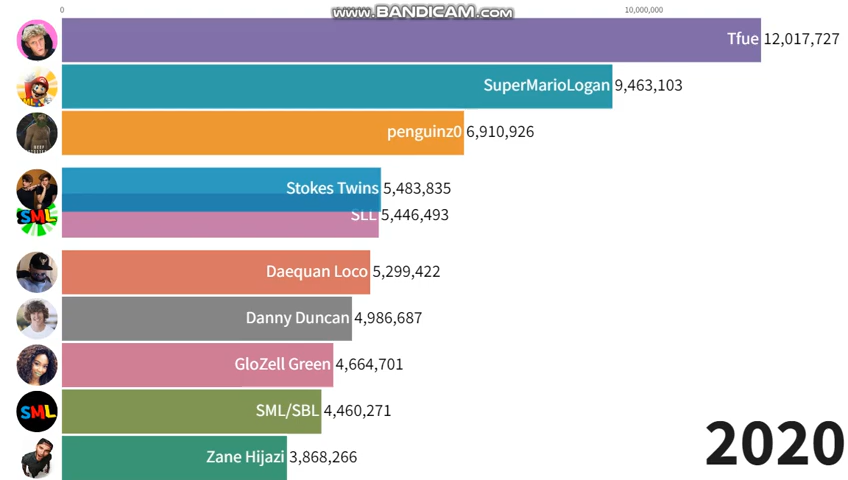 www.BANDICAM.com
0
10,000,000
Tfue 12,017,727
SuperMarioLogan 9,463,103
penguinz0 6,910,926
Stokes Twins 5,483,835
SML
SLL 5,446,493
Daequan Loco 5,299,422
Danny Duncan 4,986,687
GloZell Green 4,664,701
SML
SML/SBL 4,460,271
Zane Hijazi 3,868,266
2020